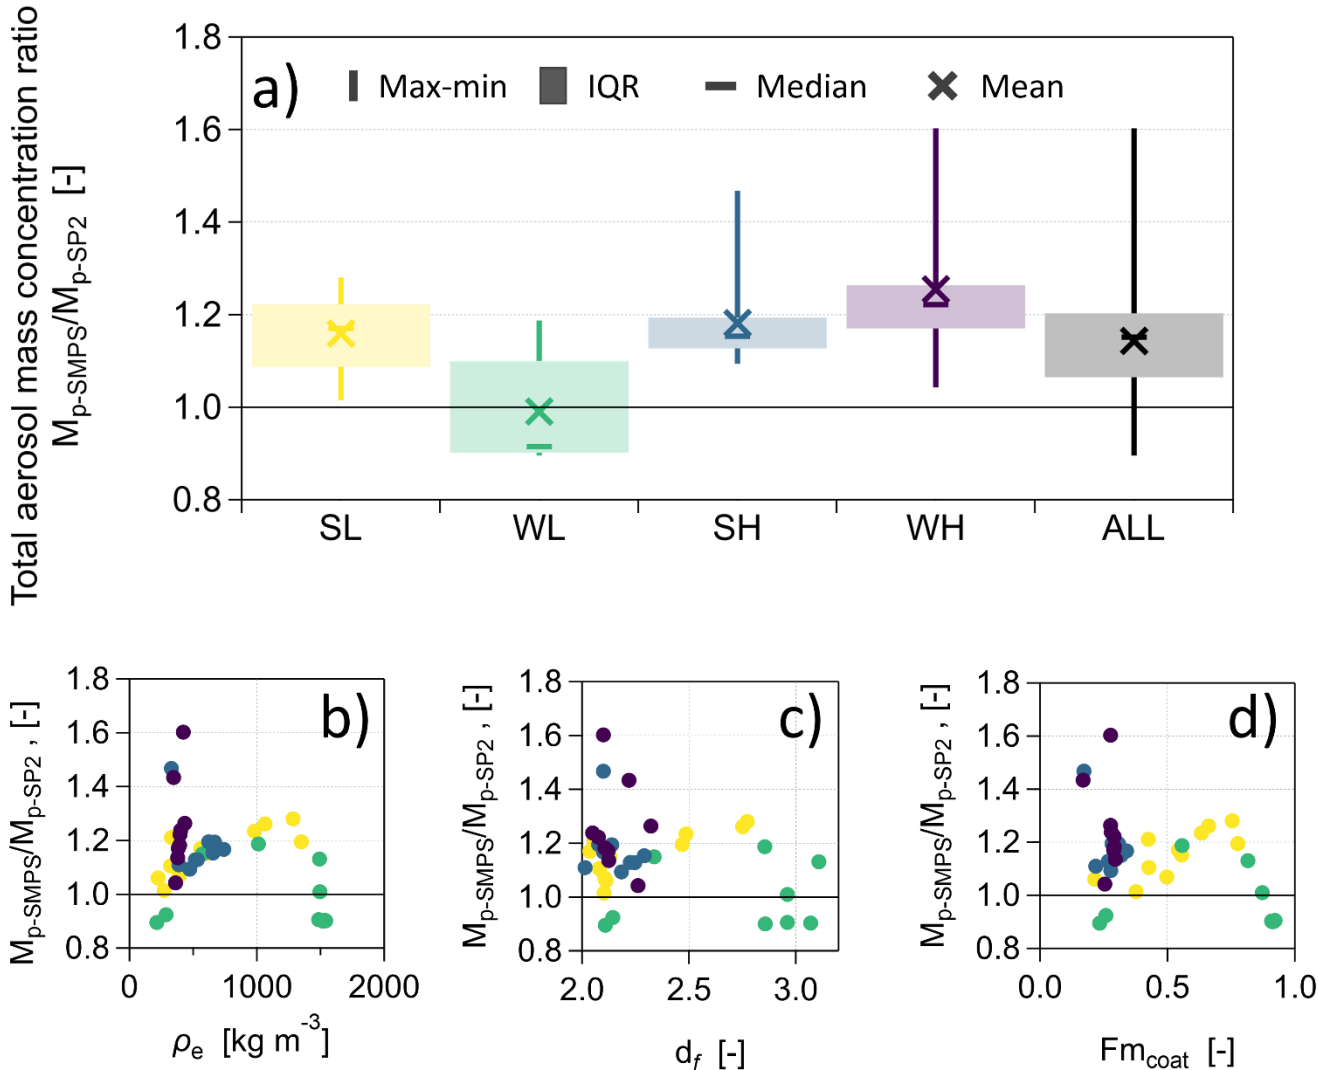 Total aerosol mass concentration ratio
Mp-SMPS/Mp-SP2 [-]
1.8
1.6
1.4
1.2
1.0
0.8
a)
Max-min
IQR
Median
Mean
SL
WL
SH
WH
ALL
Mp-SMPS/Mp-SP2 , [-]
1.8
1.6
1.4
1.2
1.0
0.8
b)
0
1000
2000
ρe [kg m-3]
Mp-SMPS/Mp-SP2 , [-]
1.8
1.6
1.4
1.2
1.0
0.8
c)
2.0
2.5
3.0
df [-]
Mp-SMPS/Mp-SP2 , [-]
1.8
1.6
1.4
1.2
1.0
0.8
d)
0.0
0.5
1.0
Fmcoat [-]